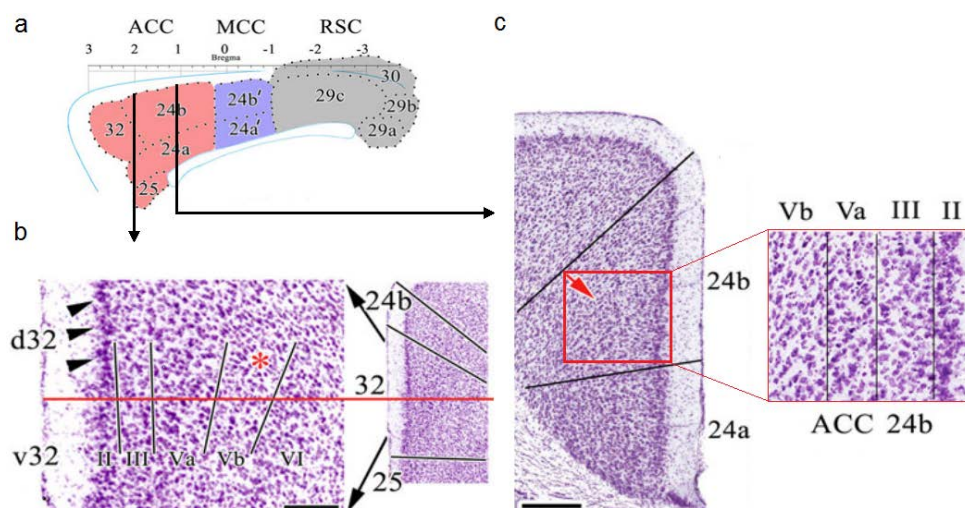 a
ACC MCC RSC
3 2 1 0 -1 -2 -3
Bregma
30
24b 24b′ 29c 29b
32 24a 24a′ 29a
25
b
d32
24b
32
v32
II III Va Vb VI
25
*
c
24b
24a
Vb Va III II
ACC 24b